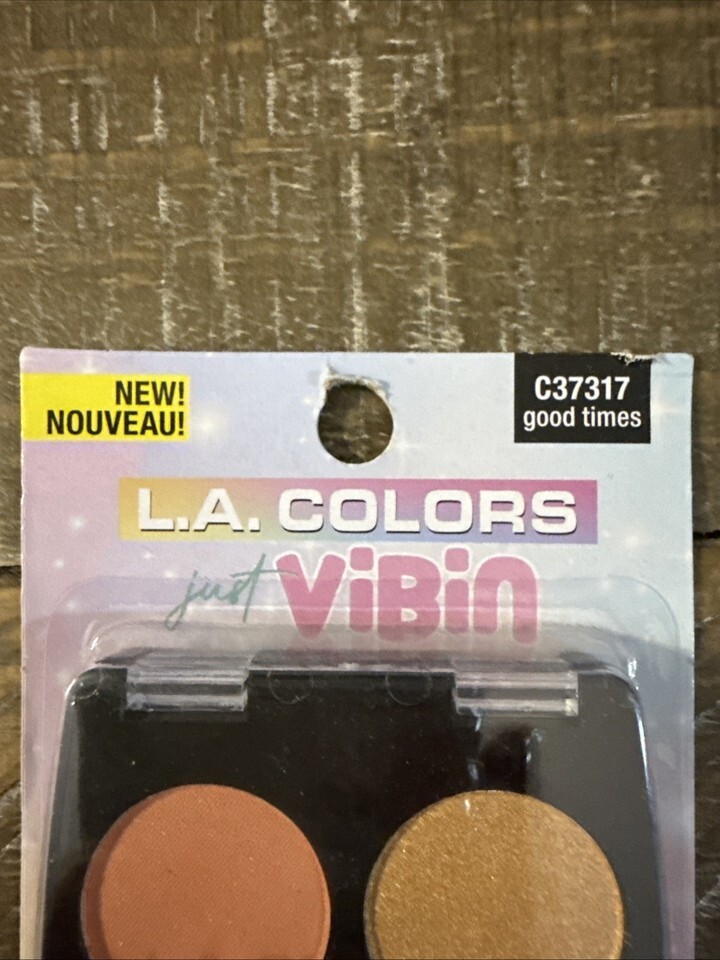 NEW!
NOUVEAU!
C37317
good times
L.A. COLORS
just ViBin